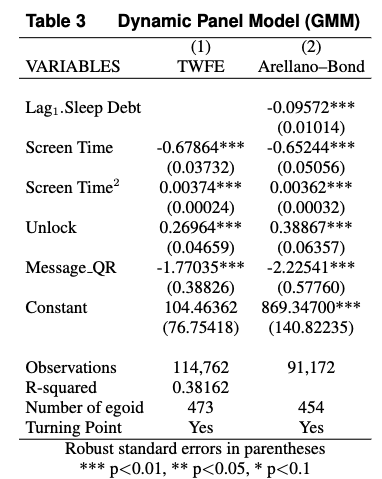 Table 3 Dynamic Panel Model (GMM)
(1) (2)
VARIABLES TWFE Arellano–Bond
Lag₁.Sleep Debt -0.09572***
(0.01014)
Screen Time -0.67864*** -0.65244***
(0.03732) (0.05056)
Screen Time² 0.00374*** 0.00362***
(0.00024) (0.00032)
Unlock 0.26964*** 0.38867***
(0.04659) (0.06357)
Message_QR -1.77035*** -2.22541***
(0.38826) (0.57760)
Constant 104.46362 869.34700***
(76.75418) (140.82235)
Observations 114,762 91,172
R-squared 0.38162
Number of egoid 473 454
Turning Point Yes Yes
Robust standard errors in parentheses
*** p<0.01, ** p<0.05, * p<0.1